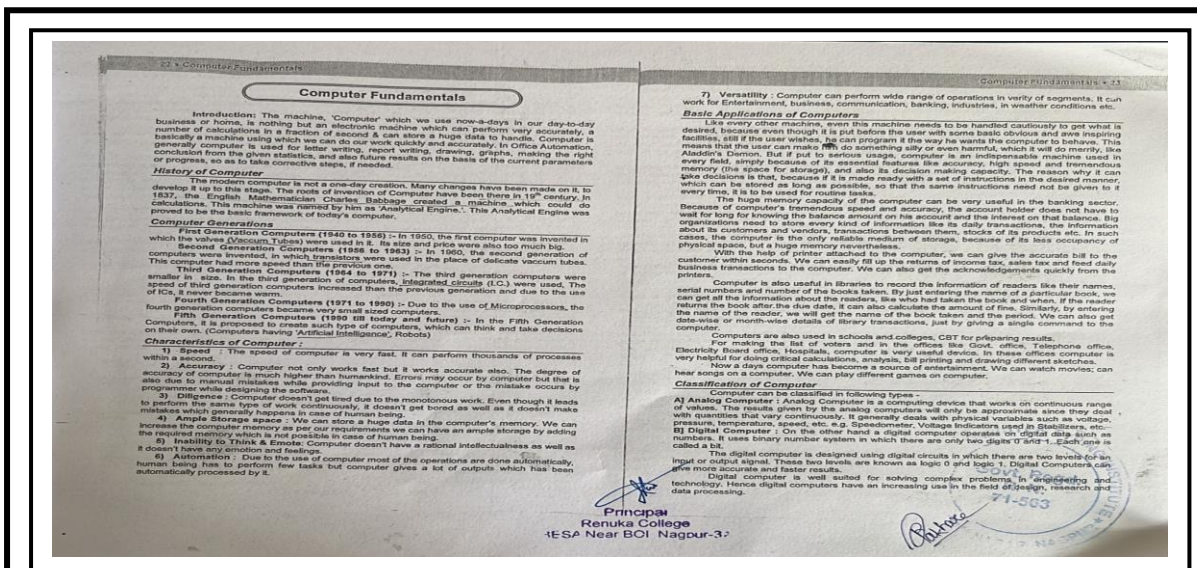 22 • Computer Fundamentals
Computer Fundamentals
Introduction: The machine, 'Computer' which we use now-a-days in our day-to-day
business or home, is nothing but an electronic machine which can perform very accurately, a
number of calculations in a fraction of second & can store a huge data to handle. Computer is
basically a machine using which we can do our work quickly and accurately. In Office Automation,
generally computer is used for letter writing, report writing, drawing, graphs, making the right
conclusion from the given statistics, and also future results on the basis of the current parameters
or progress, so as to take corrective steps, if needed.
History of Computer
The modern computer is not a one-day creation. Many changes have been made on it, to
develop it up to this stage. The roots of invention of Computer have been there in 19th century. In
1837, the English Mathematician Charles Babbage created a machine which could do
calculations. This machine was named by him as 'Analytical Engine.'. This Analytical Engine was
proved to be the basic framework of today's computer.
Computer Generations
First Generation Computers (1940 to 1956) :- In 1950, the first computer was invented in
which the valves (Vaccum Tubes) were used in it. Its size and price were also too much big.
Second Generation Computers (1956 to 1963) :- In 1960, the second generation of
computers were invented, in which transistors were used in the place of delicate vaccum tubes.
This computer had more speed than the previous one.
Third Generation Computers (1964 to 1971) :- The third generation computers were
smaller in size. In the third generation of computers, integrated circuits (I.C.) were used, The
speed of third generation computers increased than the previous generation and due to the use
of ICs, it never became warm.
Fourth Generation Computers (1971 to 1990) :- Due to the use of Microprocessors, the
fourth generation computers became very small sized computers.
Fifth Generation Computers (1990 till today and future) :- In the Fifth Generation
Computers, it is proposed to create such type of computers, which can think and take decisions
on their own. (Computers having 'Artificial Intelligence', Robots)
Characteristics of Computer :
1) Speed : The speed of computer is very fast. It can perform thousands of processes
within a second.
2) Accuracy : Computer not only works fast but it works accurate also. The degree of
accuracy of computer is much higher than humankind. Errors may occur by computer but that is
also due to manual mistakes while providing input to the computer or the mistake occurs by
programmer while designing the software.
3) Diligence : Computer doesn't get tired due to the monotonous work. Even though it leads
to perform the same type of work continuously, it doesn't get bored as well as it doesn't make
mistakes which generally happens in case of human being.
4) Ample Storage space : We can store a huge data in the computer's memory. We can
increase the computer memory as per our requirements we can have an ample storage by adding
the required memory which is not possible in case of human being.
5) Inability to Think & Emote: Computer doesn't have a rational intellectualness as well as
it doesn't have any emotion and feelings.
6) Automation : Due to the use of computer most of the operations are done automatically,
human being has to perform few tasks but computer gives a lot of outputs which has been
automatically processed by it.
Computer Fundamentals • 23
7) Versatility : Computer can perform wide range of operations in verity of segments. It can
work for Entertainment, business, communication, banking, industries, in weather conditions etc.
Basic Applications of Computers
Like every other machine, even this machine needs to be handled cautiously to get what is
desired, because even though it is put before the user with some basic obvious and awe inspiring
facilities, still if the user wishes, he can program it the way he wants the computer to behave. This
means that the user can make do something silly or even harmful, which it will do merrily, like
Aladdin's Demon. But if put to serious usage, computer is an indispensable machine used in
every field, simply because of its essential features like accuracy, high speed and tremendous
memory (the space for storage), and also its decision making capacity. The reason why it can
take decisions is that, because if it is made ready with a set of instructions in the desired manner,
which can be stored as long as possible, so that the same instructions need not be given to it
every time, it is to be used for routine tasks.
The huge memory capacity of the computer can be very useful in the banking sector.
Because of computer's tremendous speed and accuracy, the account holder does not have to
wait for long for knowing the balance amount on his account and the interest on that balance. Big
organizations need to store every kind of information like its daily transactions, the information
about its customers and vendors, transactions between them, stocks of its products etc. In such
cases, the computer is the only reliable medium of storage, because of its less occupancy of
physical space, but a huge memory nevertheless.
With the help of printer attached to the computer, we can give the accurate bill to the
customer within seconds. We can easily fill up the returns of income tax, sales tax and feed daily
business transactions to the computer. We can also get the acknowledgements quickly from the
printers.
Computer is also useful in libraries to record the information of readers like their names,
serial numbers and number of the books taken. By just entering the name of a particular book, we
can get all the information about the readers, like who had taken the book and when. If the reader
returns the book after the due date, it can also calculate the amount of fine. Similarly, by entering
the name of the reader, we will get the name of the book taken and the period. We can also get
date-wise or month-wise details of library transactions, just by giving a single command to the
computer.
Computers are also used in schools and colleges, CBT for preparing results.
For making the list of voters and in the offices like Govt. office, Telephone office,
Electricity Board office, Hospitals, computer is very useful device. In these offices computer is
very helpful for doing critical calculations, analysis, bill printing and drawing different sketches.
Now a days computer has become a source of entertainment. We can watch movies; can
hear songs on a computer. We can play different games on computer.
Classification of Computer
Computer can be classified in following types -
A] Analog Computer : Analog Computer is a computing device that works on continuous range
of values. The results given by the analog computers will only be approximate since they deal
with quantities that vary continuously. It generally deals with physical variables such as voltage,
pressure, temperature, speed, etc. e.g. Speedometer, Voltage Indicators used in Stabilizers, etc.
B] Digital Computer : On the other hand a digital computer operates on digital data such as
numbers. It uses binary number system in which there are only two digits 0 and 1. Each one is
called a bit.
The digital computer is designed using digital circuits in which there are two levels for an
input or output signal. These two levels are known as logic 0 and logic 1. Digital Computers can
give more accurate and faster results.
Digital computer is well suited for solving complex problems in engineering and
technology. Hence digital computers have an increasing use in the field of design, research and
data processing.
Principal
Renuka College
Near BOI Nagpur-
Govt.
71-563
INSTITUTE